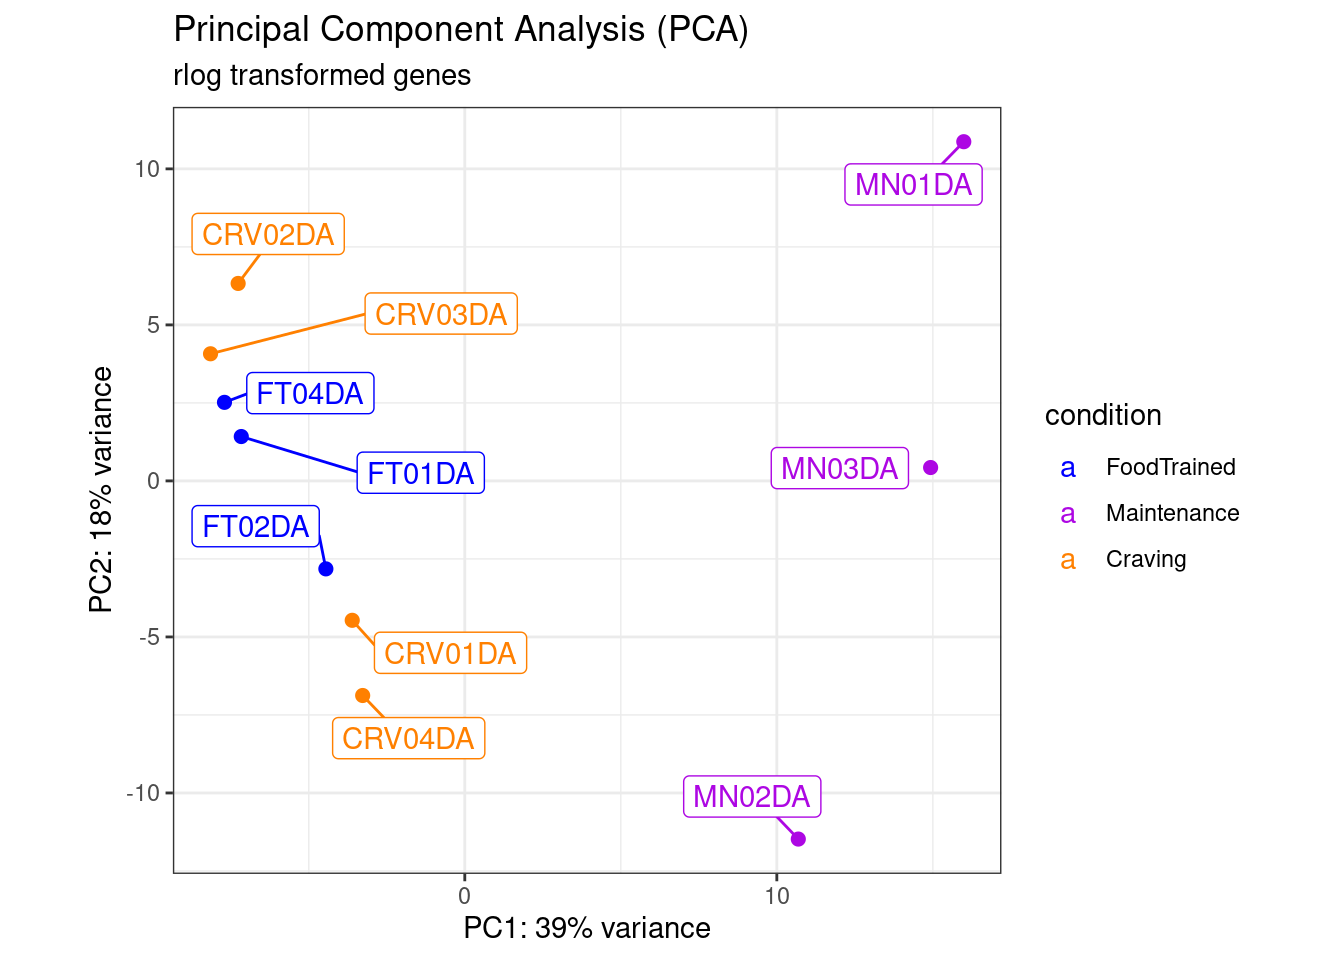 Principal Component Analysis (PCA)
rlog transformed genes
PC2: 18% variance
10
5
0
-5
-10
MN01DA
CRV02DA
CRV03DA
FT04DA
FT01DA
MN03DA
FT02DA
CRV01DA
CRV04DA
MN02DA
0
10
PC1: 39% variance
condition
a FoodTrained
a Maintenance
a Craving